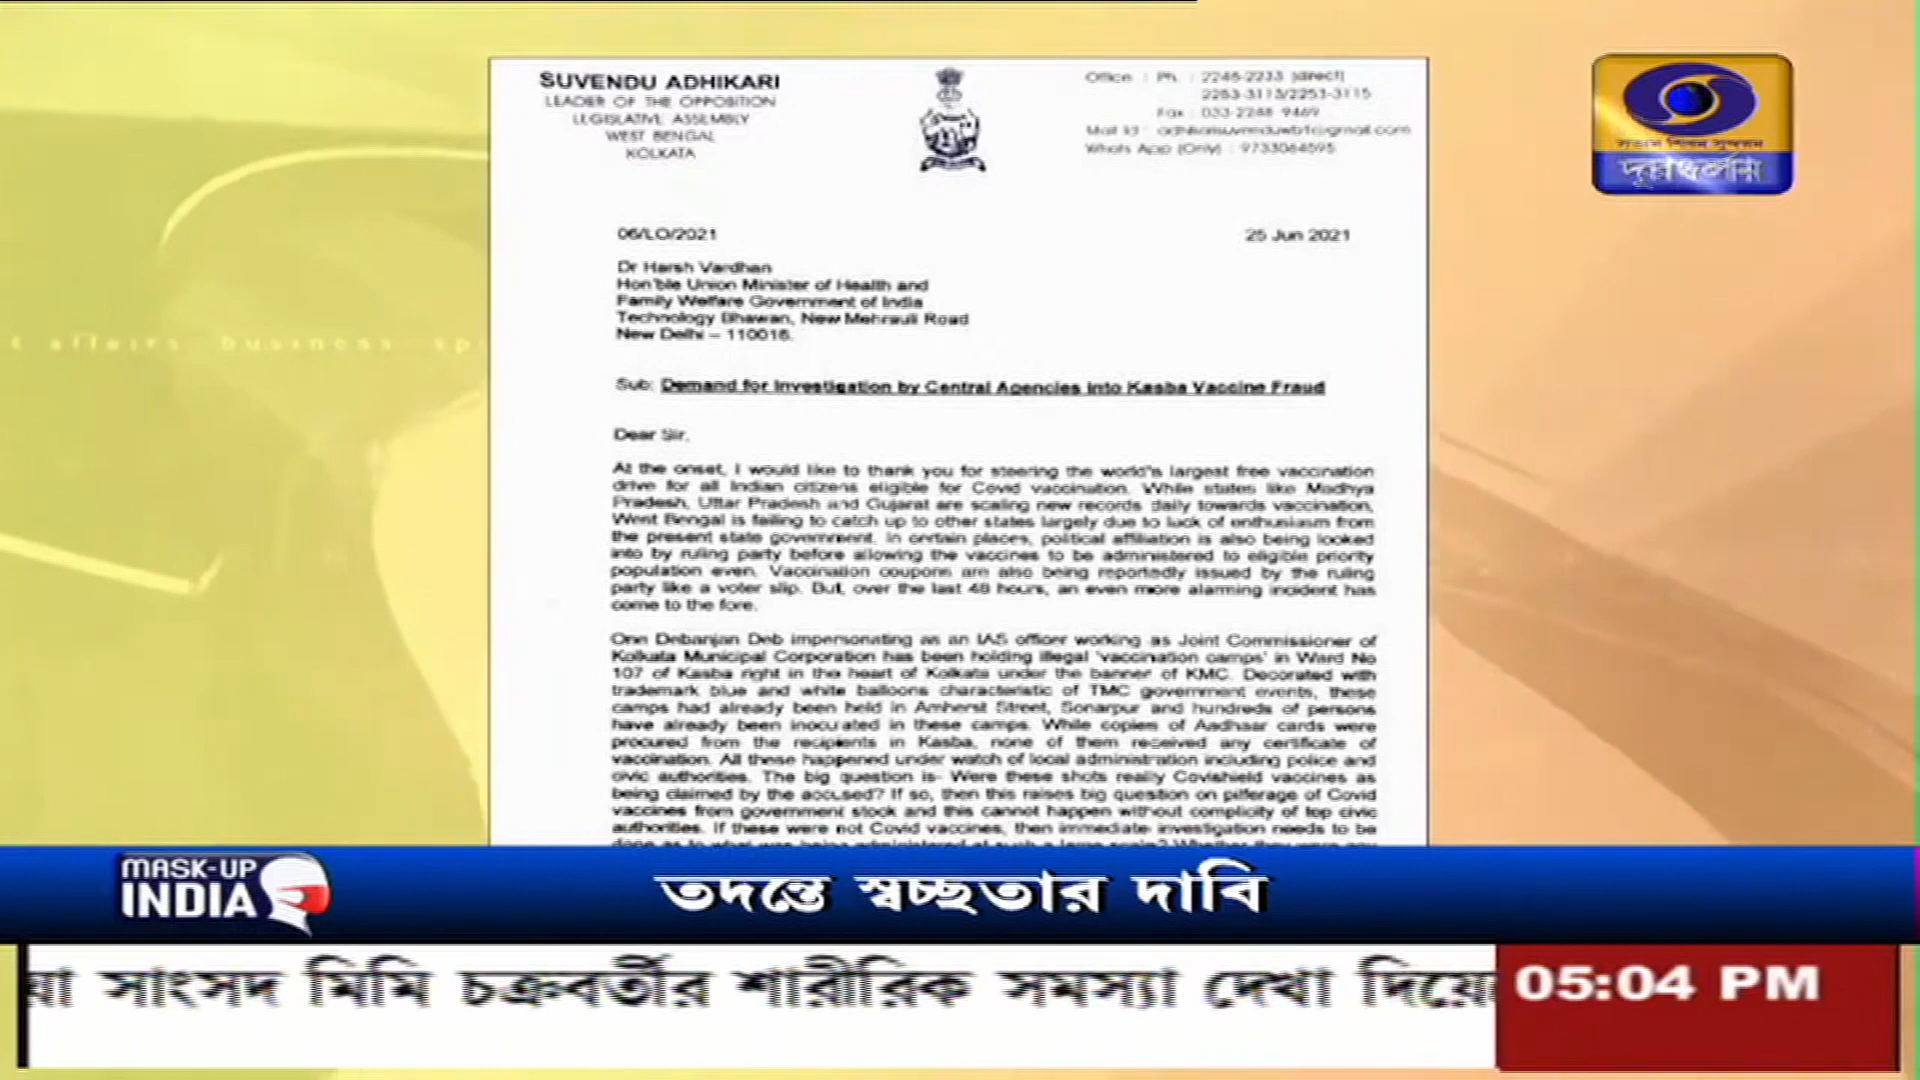 SUVENDU ADHIKARI
LEADER OF THE OPPOSITION
LEGISLATIVE ASSEMBLY
WEST BENGAL
KOLKATA
Office : Ph. : 2248-2233 (direct)
2253-3113/2253-3115
Fax : 033-2248 9469
Mail Id : adhikarisuvenduwb1@gmail.com
Whats App (Only) : 9733064595
06/LO/2021
25 Jun 2021
Dr Harsh Vardhan
Hon'ble Union Minister of Health and
Family Welfare Government of India
Technology Bhawan, New Mehrauli Road
New Delhi – 110016.
Sub: Demand for Investigation by Central Agencies into Kasba Vaccine Fraud
Dear Sir,
At the onset, I would like to thank you for steering the world's largest free vaccination
drive for all Indian citizens eligible for Covid vaccination. While states like Madhya
Pradesh, Uttar Pradesh and Gujarat are scaling new records daily towards vaccination,
West Bengal is failing to catch up to other states largely due to lack of enthusiasm from
the present state government. In certain places, political affiliation is also being looked
into by ruling party before allowing the vaccines to be administered to eligible priority
population even. Vaccination coupons are also being reportedly issued by the ruling
party like a voter slip. But, over the last 48 hours, an even more alarming incident has
come to the fore.
One Debanjan Deb impersonating as an IAS officer working as Joint Commissioner of
Kolkata Municipal Corporation has been holding illegal 'vaccination camps' in Ward No
107 of Kasba right in the heart of Kolkata under the banner of KMC. Decorated with
trademark blue and white balloons characteristic of TMC government events, these
camps had already been held in Amherst Street, Sonarpur and hundreds of persons
have already been inoculated in these camps. While copies of Aadhaar cards were
procured from the recipients in Kasba, none of them received any certificate of
vaccination. All these happened under watch of local administration including police and
civic authorities. The big question is- Were these shots really Covishield vaccines as
being claimed by the accused? If so, then this raises big question on pilferage of Covid
vaccines from government stock and this cannot happen without complicity of top civic
authorities. If these were not Covid vaccines, then immediate investigation needs to be
done as to what was being administered at such a large scale? Whether they were any
MASK-UP
INDIA
তদন্তে স্বচ্ছতার দাবি
সাংসদ মিমি চক্রবর্তীর শারীরিক সমস্যা দেখা
05:04 PM